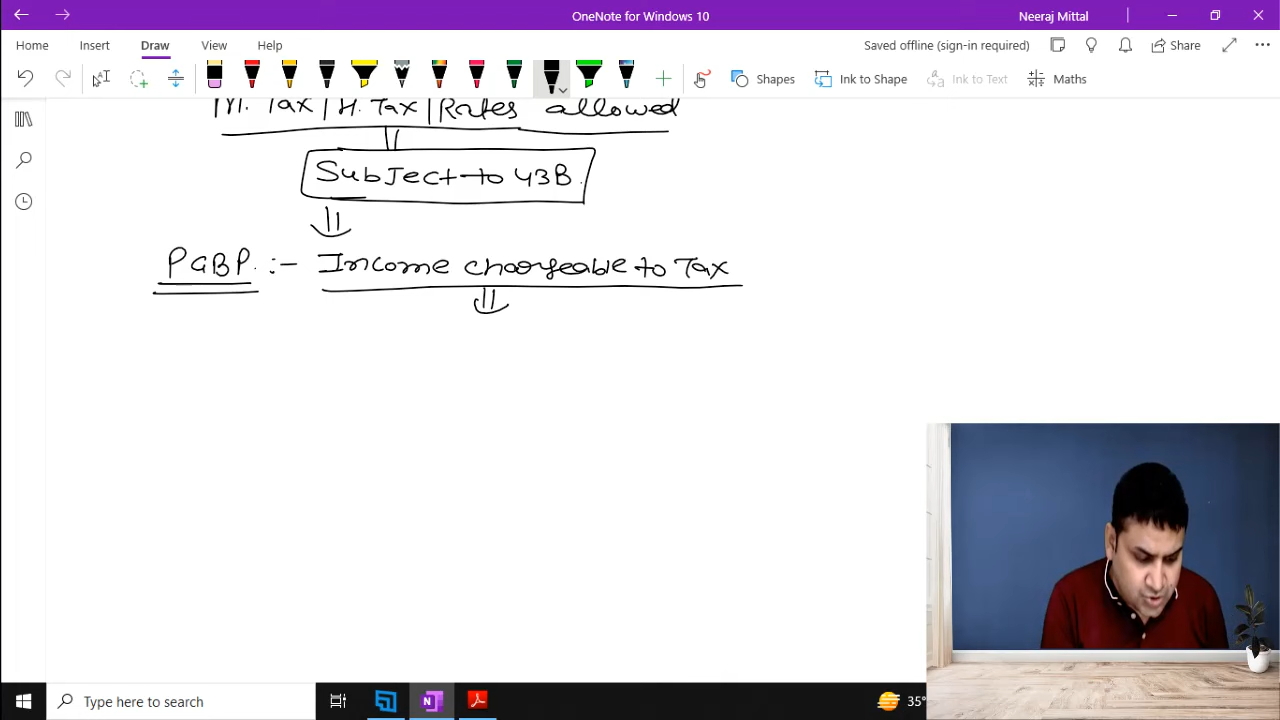 OneNote for Windows 10
Neeraj Mittal
Home Insert Draw View Help
Saved offline (sign-in required)
Share
Shapes
Ink to Shape
Ink to Text
Maths
M. Tax | H. Tax | Rates allowed
Subject to 43B.
PGBP. :- Income chargeable to Tax
Type here to search
35°